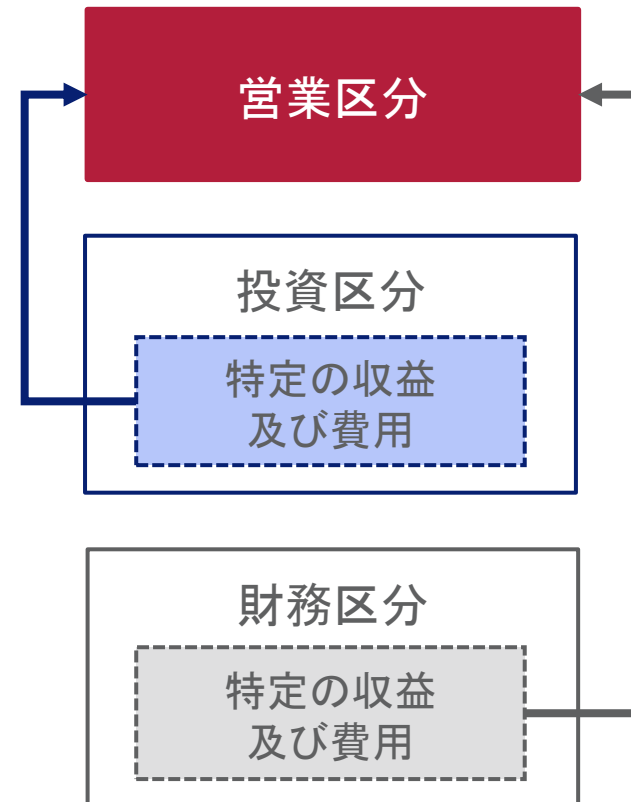 営業区分
投資区分
特定の収益
及び費用
財務区分
特定の収益
及び費用